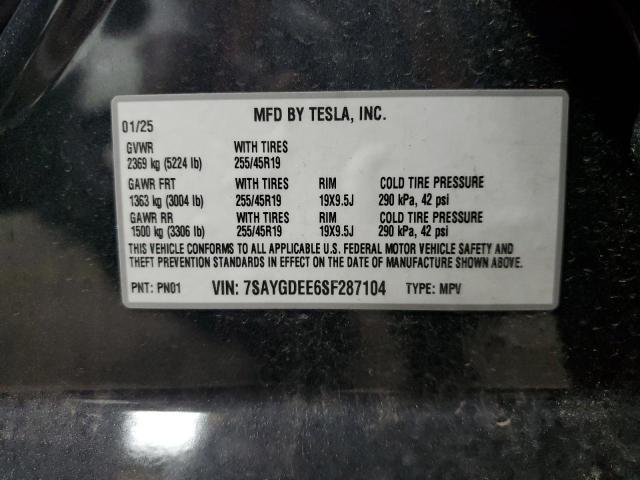 MFD BY TESLA, INC.
01/25
GVWR WITH TIRES
2369 kg (5224 lb) 255/45R19
GAWR FRT WITH TIRES RIM COLD TIRE PRESSURE
1363 kg (3004 lb) 255/45R19 19X9.5J 290 kPa, 42 psi
GAWR RR WITH TIRES RIM COLD TIRE PRESSURE
1500 kg (3306 lb) 255/45R19 19X9.5J 290 kPa, 42 psi
THIS VEHICLE CONFORMS TO ALL APPLICABLE U.S. FEDERAL MOTOR VEHICLE SAFETY AND
THEFT PREVENTION STANDARDS IN EFFECT ON THE DATE OF MANUFACTURE SHOWN ABOVE.
PNT: PN01 VIN: 7SAYGDEE6SF287104 TYPE: MPV